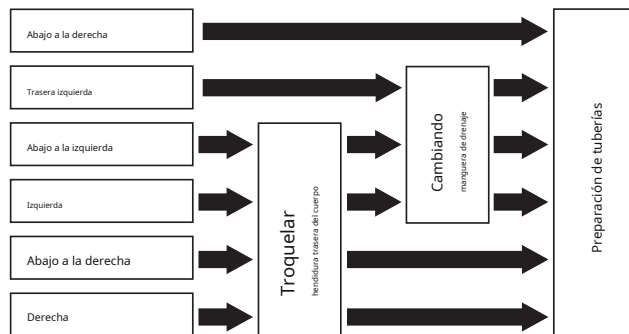 Abajo a la derecha
Trasera izquierda
Abajo a la izquierda
Izquierda
Abajo a la derecha
Derecha
Troquelar
hendidura trasera del cuerpo
Cambiando
manguera de drenaje
Preparación de tuberías